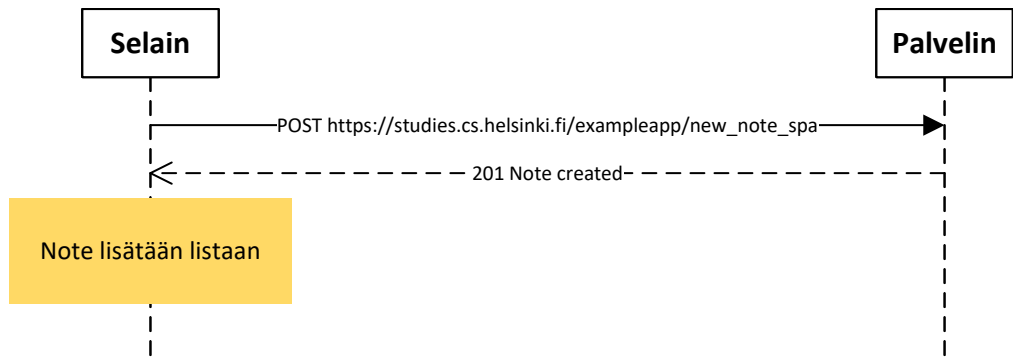 Selain
Palvelin
POST https://studies.cs.helsinki.fi/exampleapp/new_note_spa
201 Note created
Note lisätään listaan